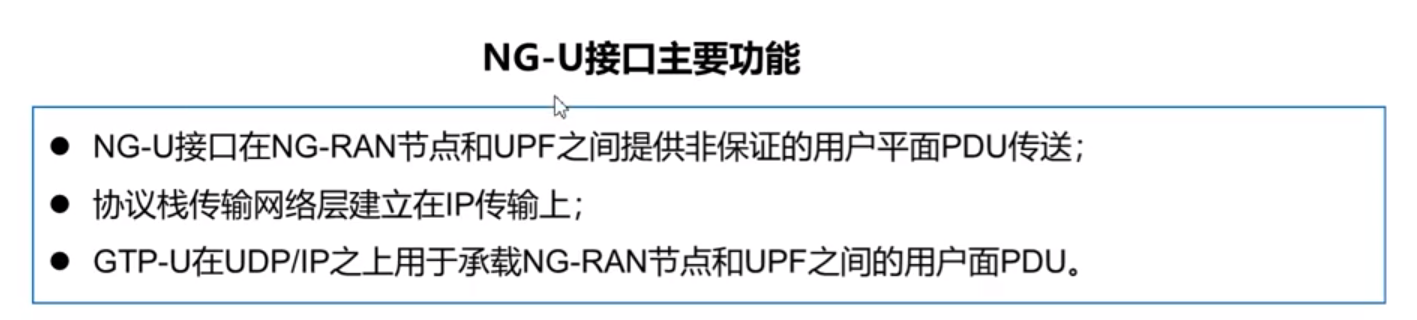 NG-U接口主要功能
● NG-U接口在NG-RAN节点和UPF之间提供非保证的用户平面PDU传送；
● 协议栈传输网络层建立在IP传输上；
● GTP-U在UDP/IP之上用于承载NG-RAN节点和UPF之间的用户面PDU。